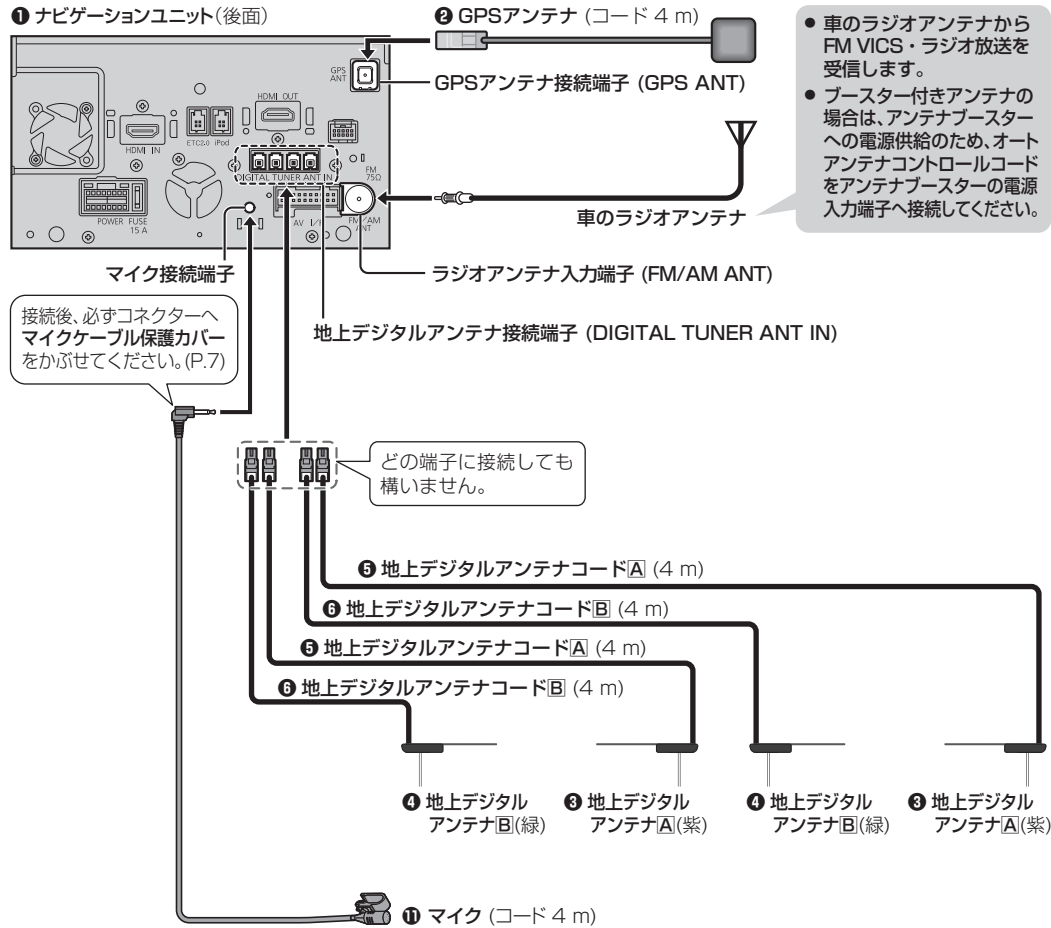 ❶ ナビゲーションユニット(後面)
❷ GPSアンテナ (コード 4 m)
● 車のラジオアンテナから
FM VICS・ラジオ放送を
受信します。
● ブースター付きアンテナの
場合は、アンテナブースター
への電源供給のため、オート
アンテナコントロールコード
をアンテナブースターの電源
入力端子へ接続してください。
GPS
ANT
GPSアンテナ接続端子 (GPS ANT)
HDMI OUT
HDMI IN
ETC2.0 iPod
DIGITAL TUNER ANT IN
FM
75Ω
POWER FUSE
15 A
AV I/F
FM/AM
ANT
車のラジオアンテナ
マイク接続端子
ラジオアンテナ入力端子 (FM/AM ANT)
地上デジタルアンテナ接続端子 (DIGITAL TUNER ANT IN)
接続後、必ずコネクターへ
マイクケーブル保護カバー
をかぶせてください。(P.7)
どの端子に接続しても
構いません。
❺ 地上デジタルアンテナコードA (4 m)
❻ 地上デジタルアンテナコードB (4 m)
❺ 地上デジタルアンテナコードA (4 m)
❻ 地上デジタルアンテナコードB (4 m)
❹ 地上デジタル
アンテナB(緑)
❸ 地上デジタル
アンテナA(紫)
❹ 地上デジタル
アンテナB(緑)
❸ 地上デジタル
アンテナA(紫)
⓫ マイク (コード 4 m)